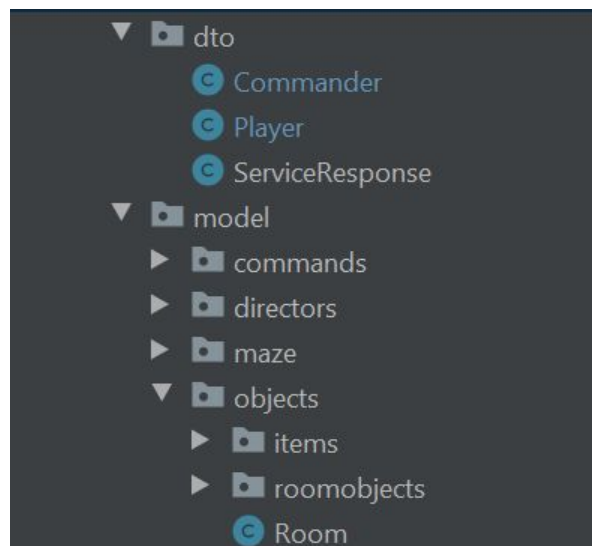 dto
Commander
Player
ServiceResponse
model
commands
directors
maze
objects
items
roomobjects
Room